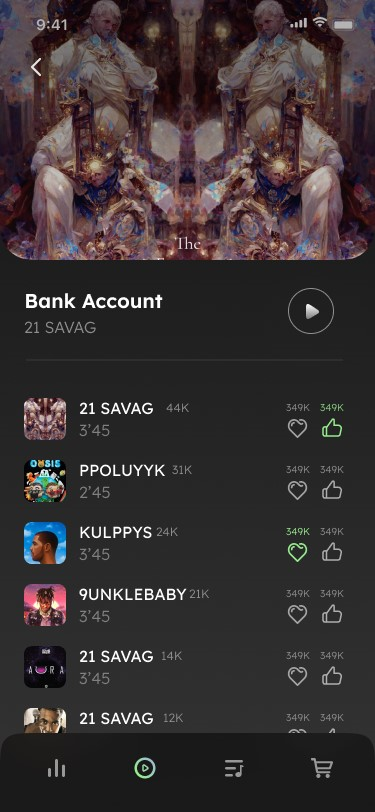 9:41
The
Bank Account
21 SAVAG
21 SAVAG 44K 349K 349K
3’45
OASIS
PPOLUYYK 31K 349K 349K
2’45
KULPPYS 24K 349K 349K
3’45
9UNKLEBABY 21K 349K 349K
3’45
21 SAVAG 14K 349K 349K
3’45
21 SAVAG 12K 349K 349K